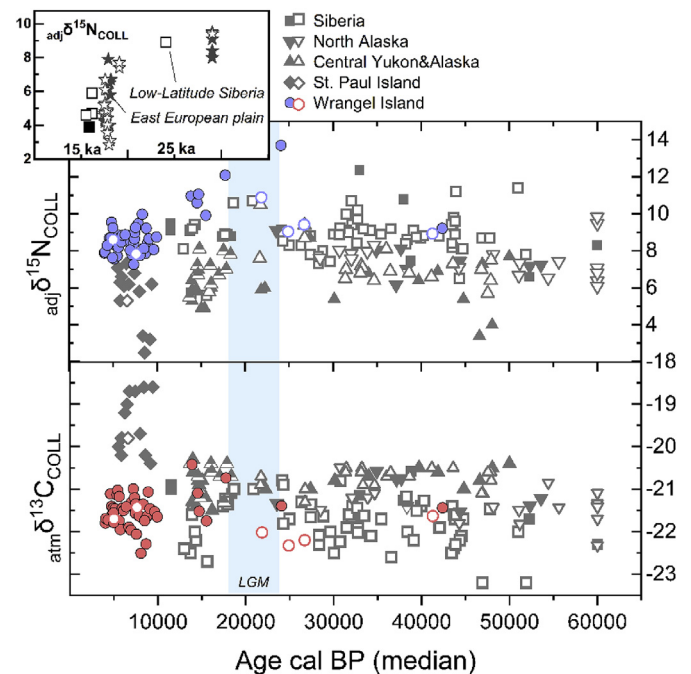 10
8
6
4
2
adjδ15NCOLL
Low-Latitude Siberia
East European plain
15 ka
25 ka
Siberia
North Alaska
Central Yukon&Alaska
St. Paul Island
Wrangel Island
adjδ15NCOLL
14
12
10
8
6
4
-18
-19
-20
-21
-22
-23
atmδ13CCOLL
LGM
10000 20000 30000 40000 50000 60000
Age cal BP (median)